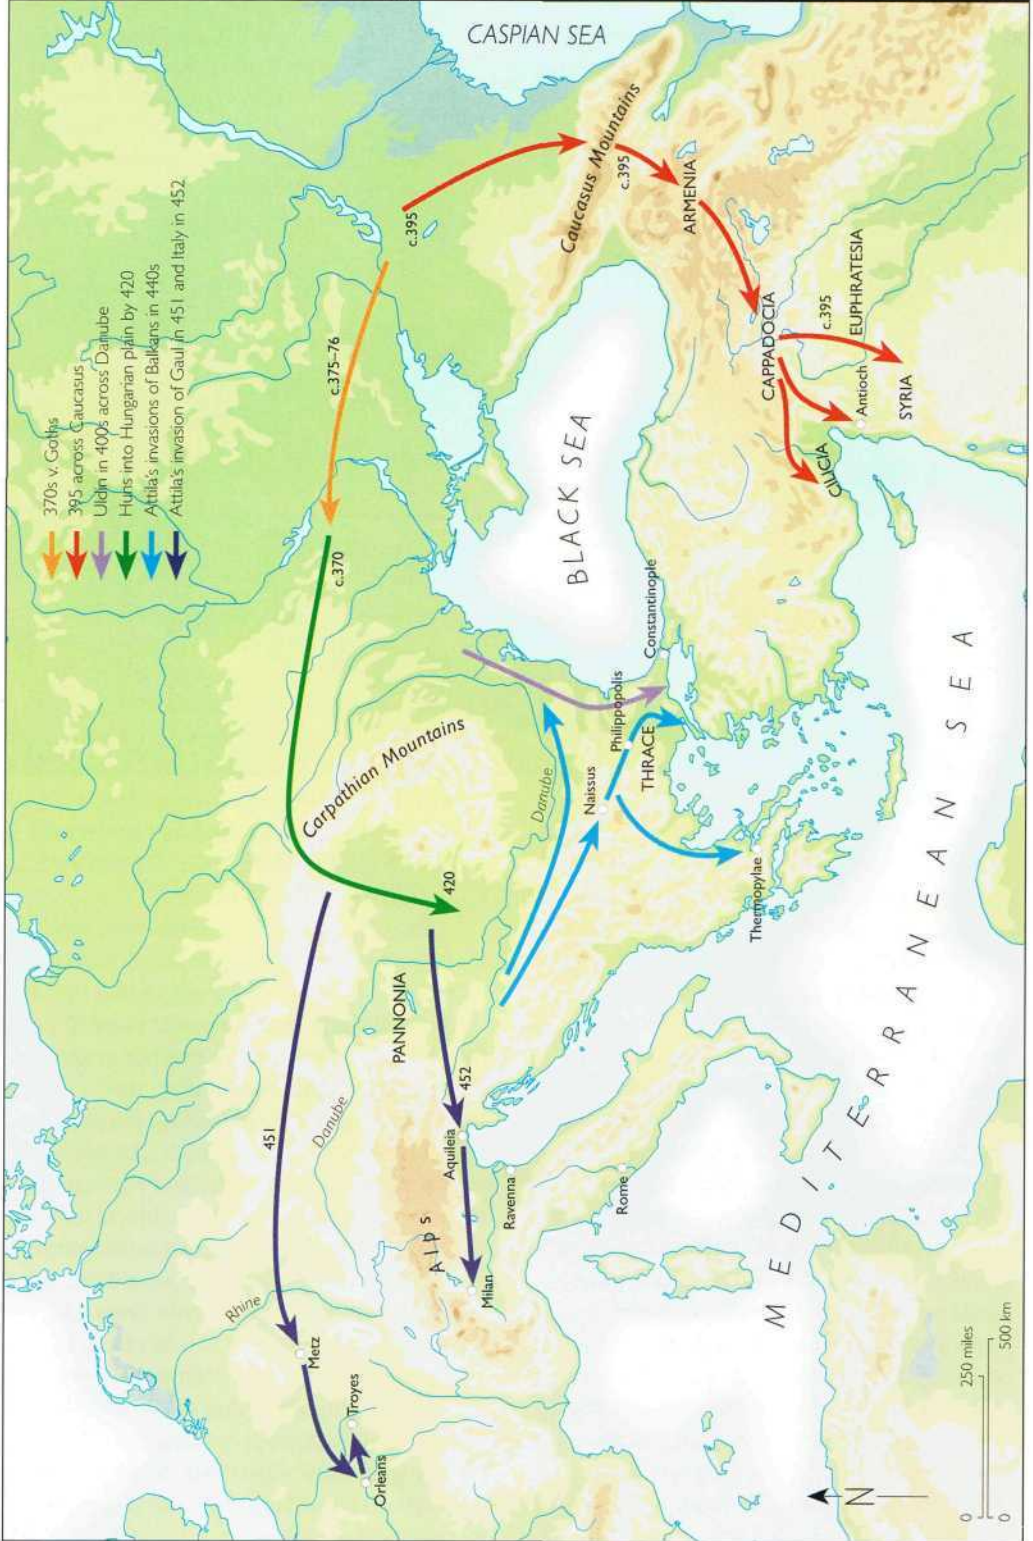 370s v. Goths
395 across Caucasus
Uldin in 400s across Danube
Huns into Hungarian plain by 420
Attila's invasions of Balkans in 440s
Attila's invasion of Gaul in 451 and Italy in 452
CASPIAN SEA
c.395
c.375–76
c.370
Caucasus Mountains
c.395
ARMENIA
CAPPADOCIA
c.395
EUPHRATESIA
Antioch
SYRIA
CILICIA
BLACK SEA
Constantinople
Carpathian Mountains
420
Danube
Philippopolis
THRACE
Naissus
Thermopylae
PANNONIA
452
451
Danube
Aquileia
Ravenna
Rome
Alps
Milan
Rhine
Metz
Troyes
Orleans
MEDITERRANEAN SEA
N
0 250 miles
0 500 km